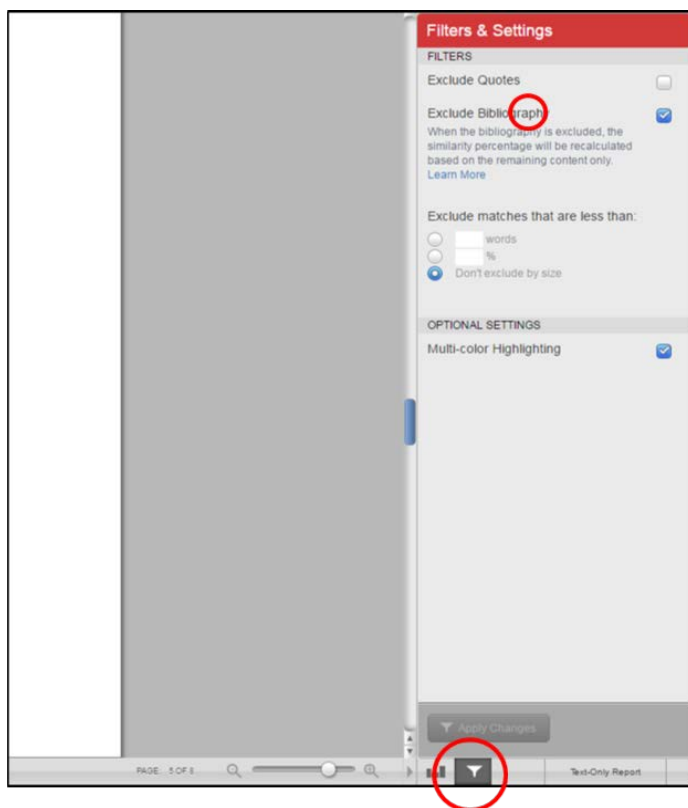 Filters & Settings
FILTERS
Exclude Quotes
Exclude Bibliography
When the bibliography is excluded, the
similarity percentage will be recalculated
based on the remaining content only.
Learn More
Exclude matches that are less than:
words
%
Don't exclude by size
OPTIONAL SETTINGS
Multi-color Highlighting
Apply Changes
PAGE: 5 OF 8
Text-Only Report